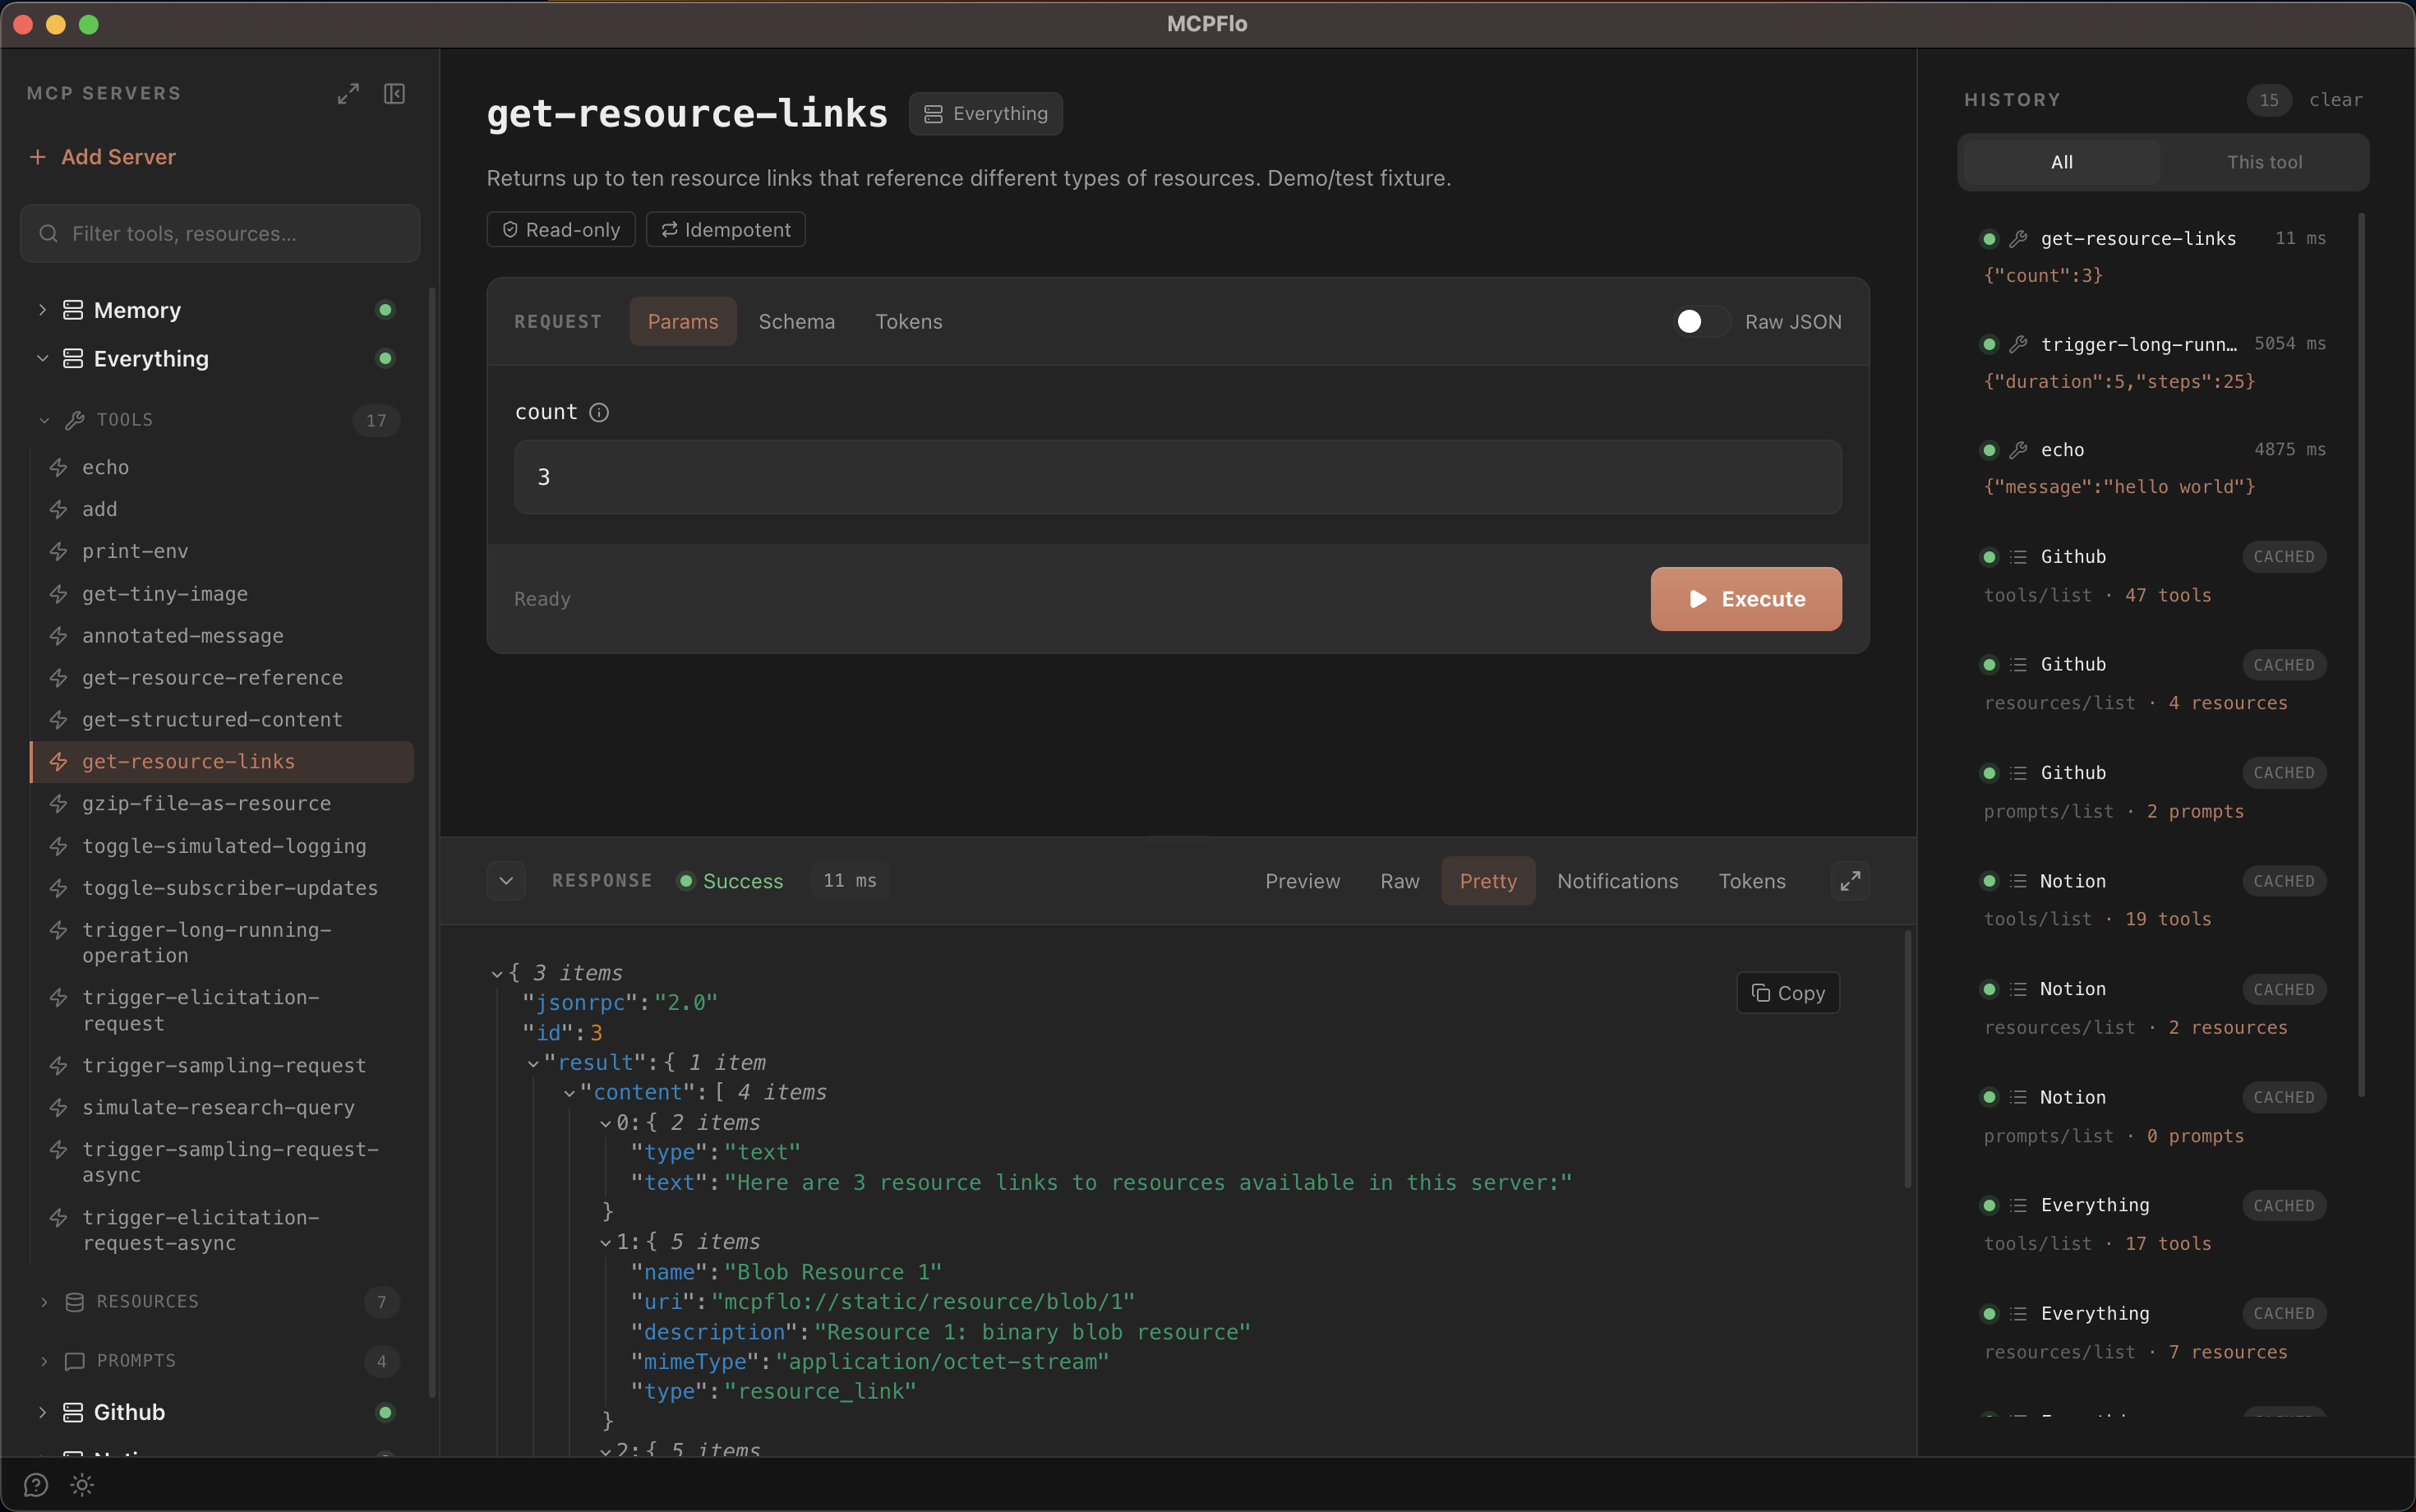 MCPFlo
MCP SERVERS
Add Server
Filter tools, resources...
Memory
Everything
TOOLS 17
echo
add
print-env
get-tiny-image
annotated-message
get-resource-reference
get-structured-content
get-resource-links
gzip-file-as-resource
toggle-simulated-logging
toggle-subscriber-updates
trigger-long-running-
operation
trigger-elicitation-
request
trigger-sampling-request
simulate-research-query
trigger-sampling-request-
async
trigger-elicitation-
request-async
RESOURCES 7
PROMPTS 4
Github
get-resource-links Everything
Returns up to ten resource links that reference different types of resources. Demo/test fixture.
Read-only Idempotent
REQUEST Params Schema Tokens Raw JSON
count
3
Ready Execute
RESPONSE Success 11 ms Preview Raw Pretty Notifications Tokens
Copy
{ 3 items
"jsonrpc":"2.0"
"id":3
"result":{ 1 item
"content":[ 4 items
0:{ 2 items
"type":"text"
"text":"Here are 3 resource links to resources available in this server:"
}
1:{ 5 items
"name":"Blob Resource 1"
"uri":"mcpflo://static/resource/blob/1"
"description":"Resource 1: binary blob resource"
"mimeType":"application/octet-stream"
"type":"resource_link"
}
2:{ 5 items
HISTORY 15 clear
All This tool
get-resource-links 11 ms
{"count":3}
trigger-long-runn… 5054 ms
{"duration":5,"steps":25}
echo 4875 ms
{"message":"hello world"}
Github CACHED
tools/list · 47 tools
Github CACHED
resources/list · 4 resources
Github CACHED
prompts/list · 2 prompts
Notion CACHED
tools/list · 19 tools
Notion CACHED
resources/list · 2 resources
Notion CACHED
prompts/list · 0 prompts
Everything CACHED
tools/list · 17 tools
Everything CACHED
resources/list · 7 resources